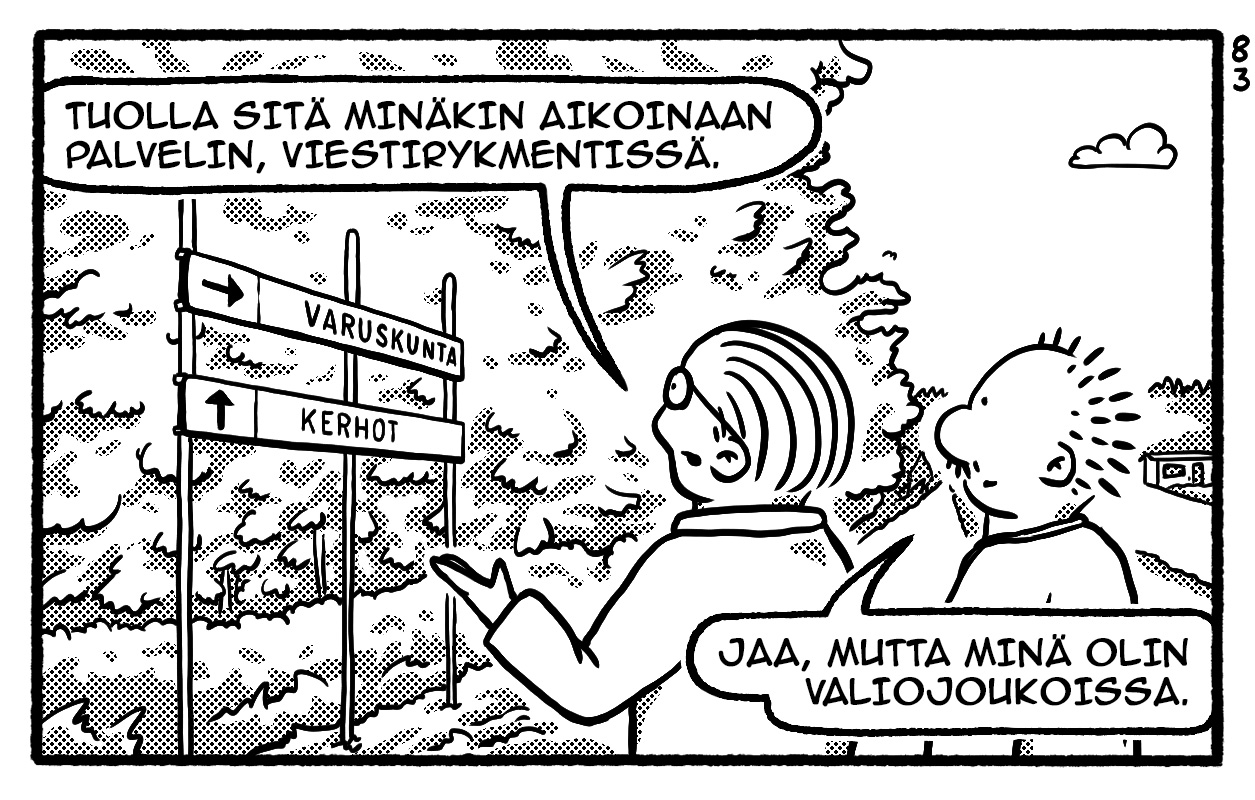 TUOLLA SITÄ MINÄKIN AIKOINAAN
PALVELIN, VIESTIRYKMENTISSÄ.
VARUSKUNTA
KERHOT
JAA, MUTTA MINÄ OLIN
VALIOJOUKOISSA.
8
3